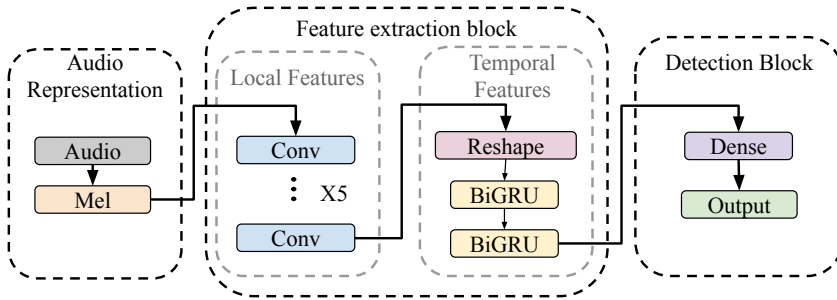 Feature extraction block
Audio
Representation
Audio
Mel
Local Features
Conv
X5
Conv
Temporal
Features
Reshape
BiGRU
BiGRU
Detection Block
Dense
Output